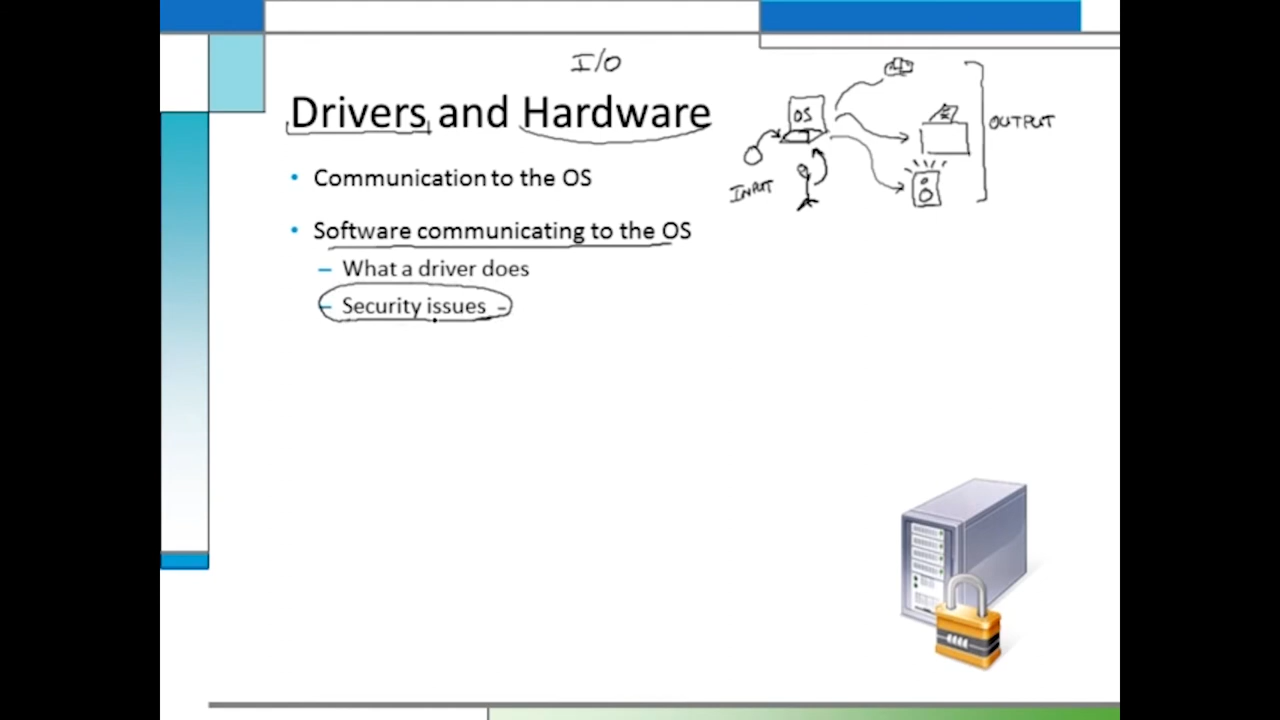 I/O
Drivers and Hardware
• Communication to the OS
• Software communicating to the OS
– What a driver does
– Security issues
OS
INPUT
OUTPUT